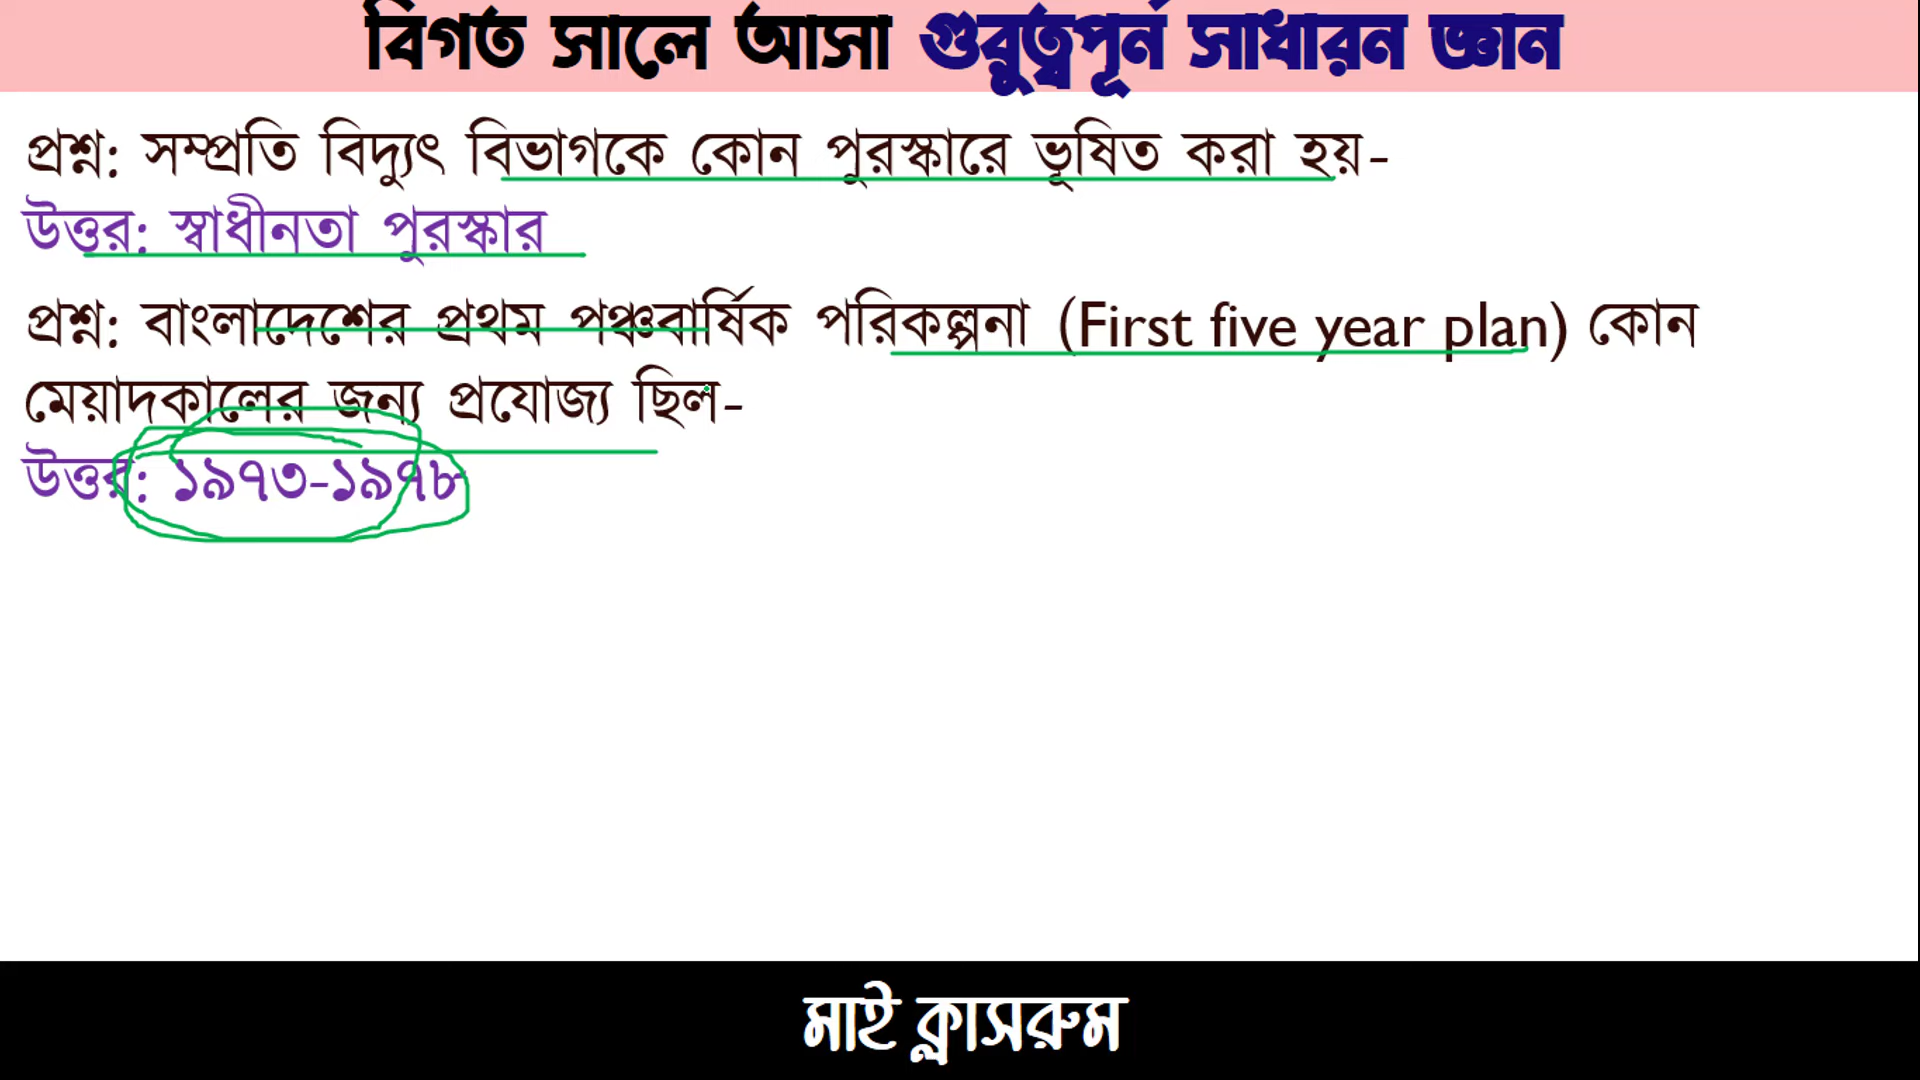 বিগত সালে আসা গুরুত্বপূর্ন সাধারন জ্ঞান
প্রশ্ন: সম্প্রতি বিদ্যুৎ বিভাগকে কোন পুরস্কারে ভূষিত করা হয়-
উত্তর: স্বাধীনতা পুরস্কার
প্রশ্ন: বাংলাদেশের প্রথম পঞ্চবার্ষিক পরিকল্পনা (First five year plan) কোন
মেয়াদকালের জন্য প্রযোজ্য ছিল-
উত্তর: ১৯৭৩-১৯৭৮
মাই ক্লাসরুম